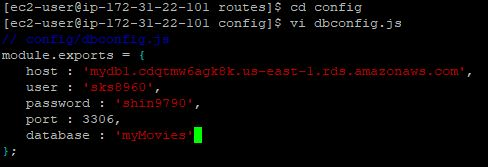 [ec2-user@ip-172-31-22-101 routes]$ cd config
[ec2-user@ip-172-31-22-101 config]$ vi dbconfig.js
// config/dbconfig.js
module.exports = {
host : 'mydb1.cdqtmw6agk8k.us-east-1.rds.amazonaws.com',
user : 'sks8960',
password : 'shin9790',
port : 3306,
database : 'myMovies'
};